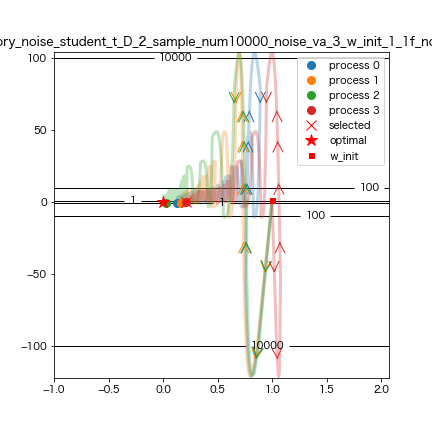 ory_noise_student_t_D_2_sample_num10000_noise_va_3_w_init_1_1f_no
100
50
0
−50
−100
−1.0
−0.5
0.0
0.5
1.0
1.5
2.0
10000
100
1
1
100
10000
process 0
process 1
process 2
process 3
selected
optimal
w_init